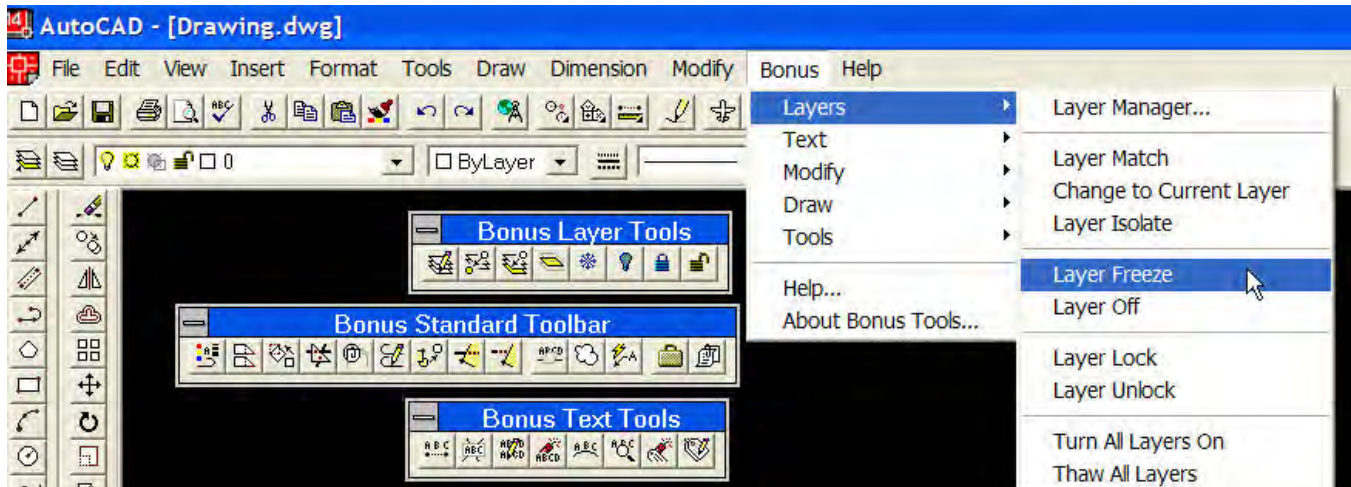 AutoCAD - [Drawing.dwg]
File Edit View Insert Format Tools Draw Dimension Modify Bonus Help
0 ByLayer
Layers
Text
Modify
Draw
Tools
Help...
About Bonus Tools...
Layer Manager...
Layer Match
Change to Current Layer
Layer Isolate
Layer Freeze
Layer Off
Layer Lock
Layer Unlock
Turn All Layers On
Thaw All Layers
Bonus Layer Tools
Bonus Standard Toolbar
Bonus Text Tools